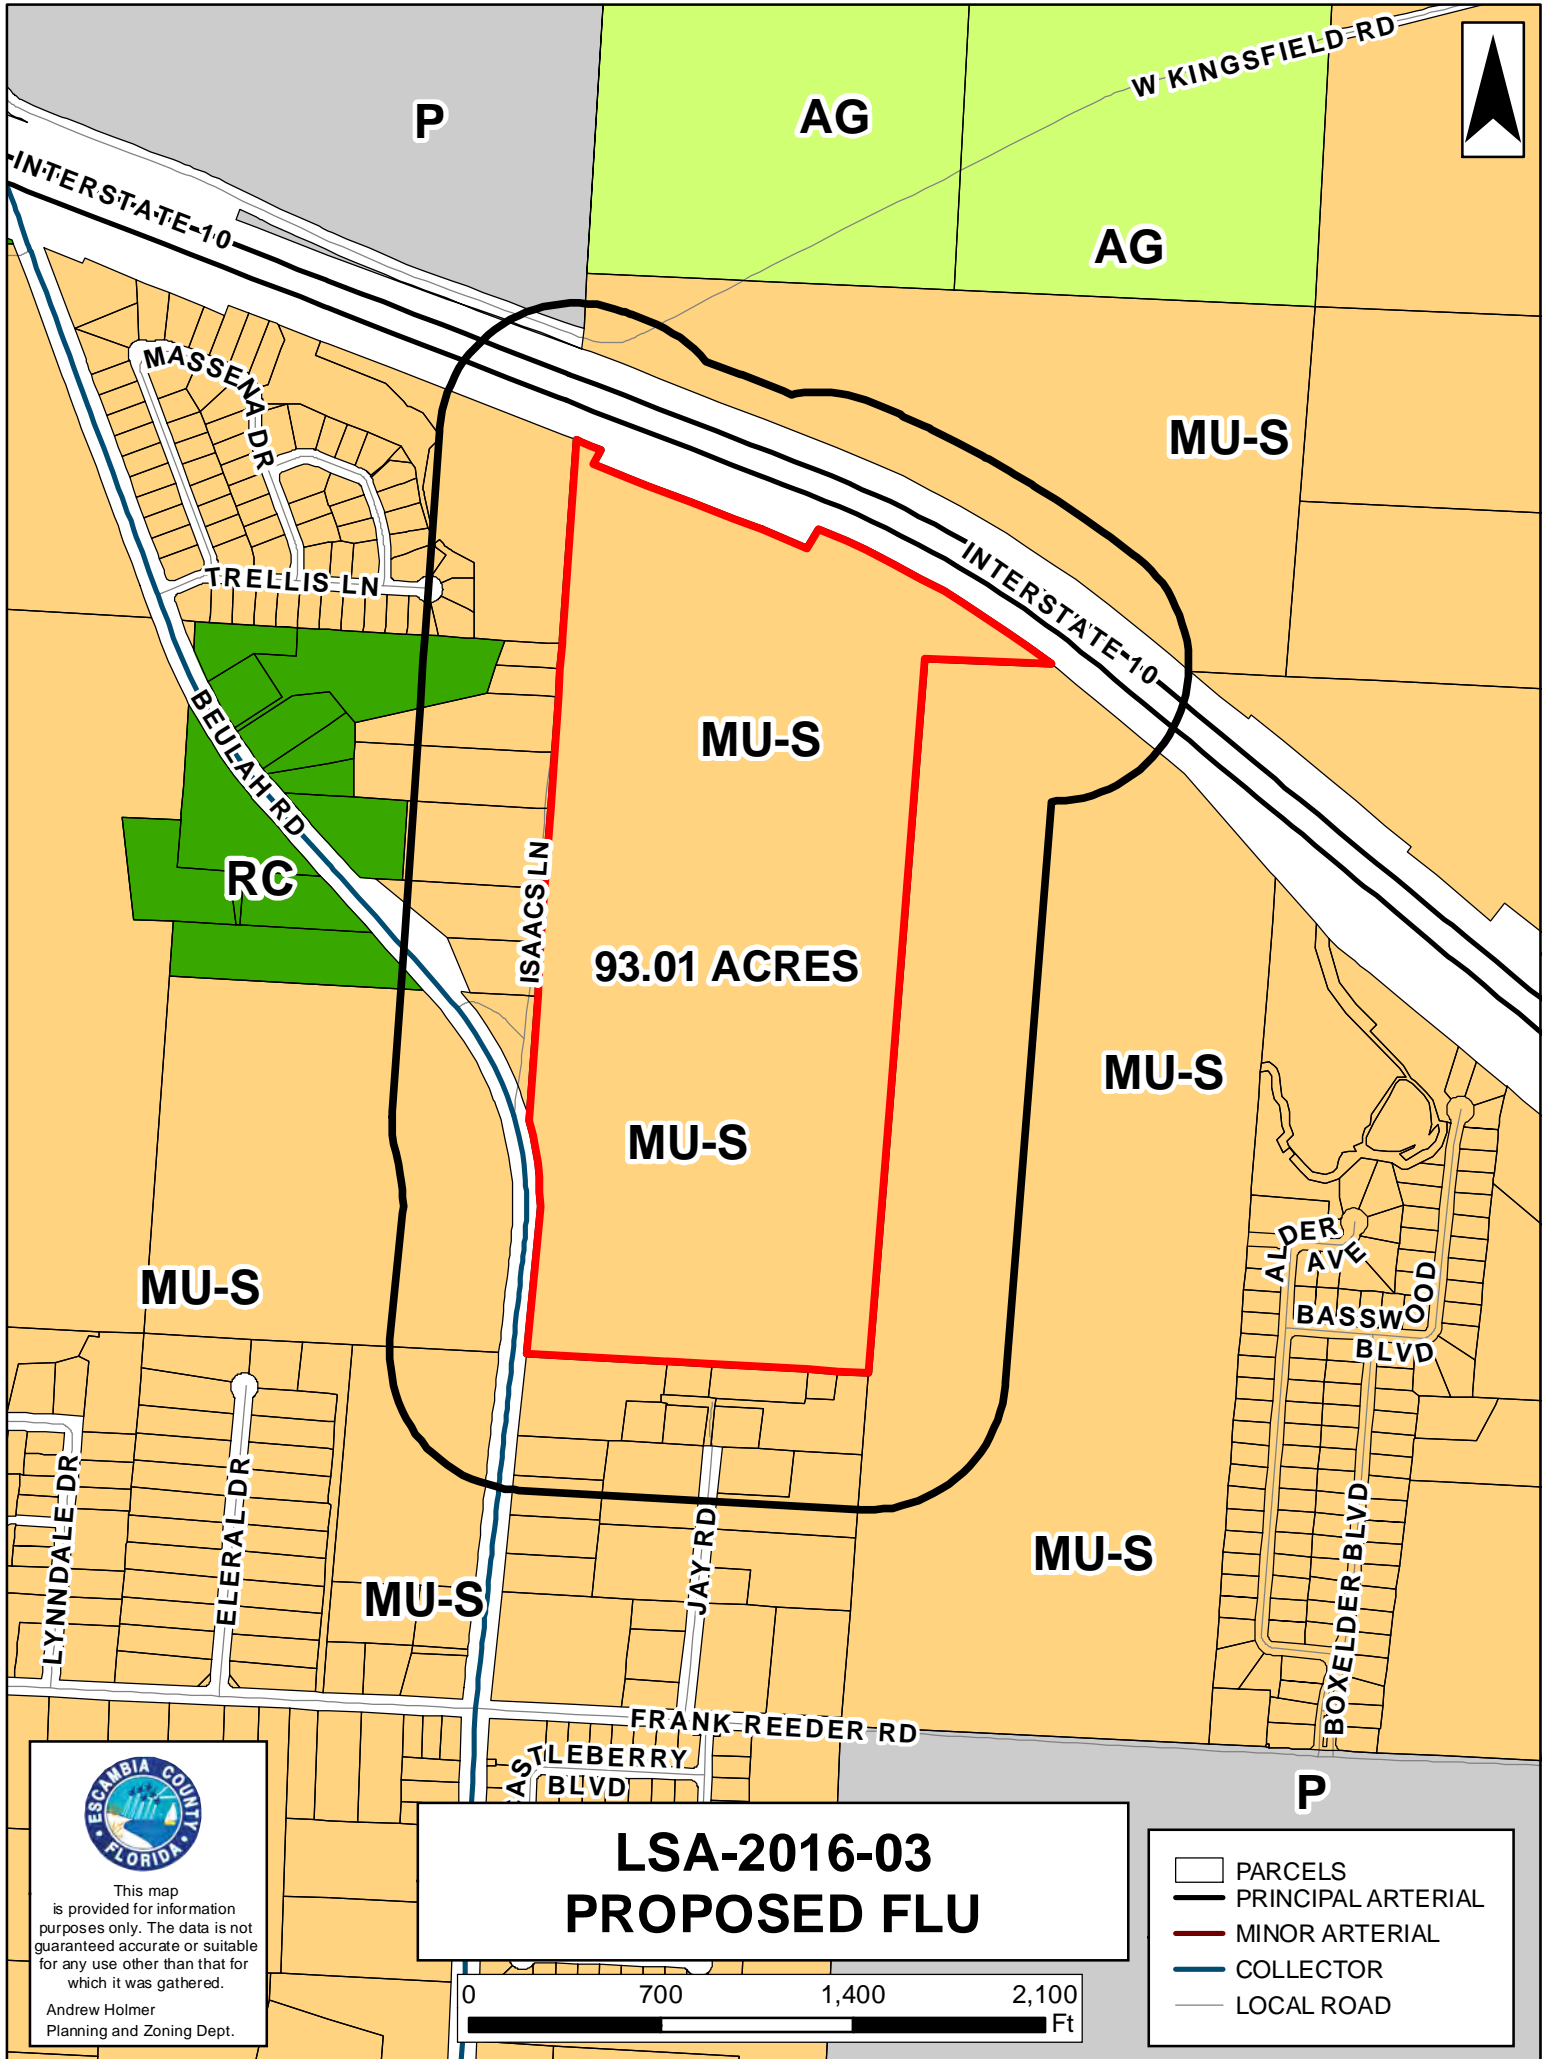 P
AG
W KINGSFIELD RD
INTERSTATE 10
AG
MASSENA DR
MU-S
INTERSTATE 10
TRELLIS LN
MU-S
BEULAH RD
RC
ISAACS LN
93.01 ACRES
MU-S
MU-S
ALDER
AVE
MU-S
BASSWOOD
BLVD
LYNNDALE DR
ELERAL DR
JAY RD
MU-S
BOXELDER BLVD
MU-S
FRANK REEDER RD
ASTLEBERRY
BLVD
P
ESCAMBIA COUNTY
FLORIDA
This map
is provided for information
purposes only. The data is not
guaranteed accurate or suitable
for any use other than that for
which it was gathered.
Andrew Holmer
Planning and Zoning Dept.
LSA-2016-03
PROPOSED FLU
0 700 1,400 2,100
Ft
PARCELS
PRINCIPAL ARTERIAL
MINOR ARTERIAL
COLLECTOR
LOCAL ROAD